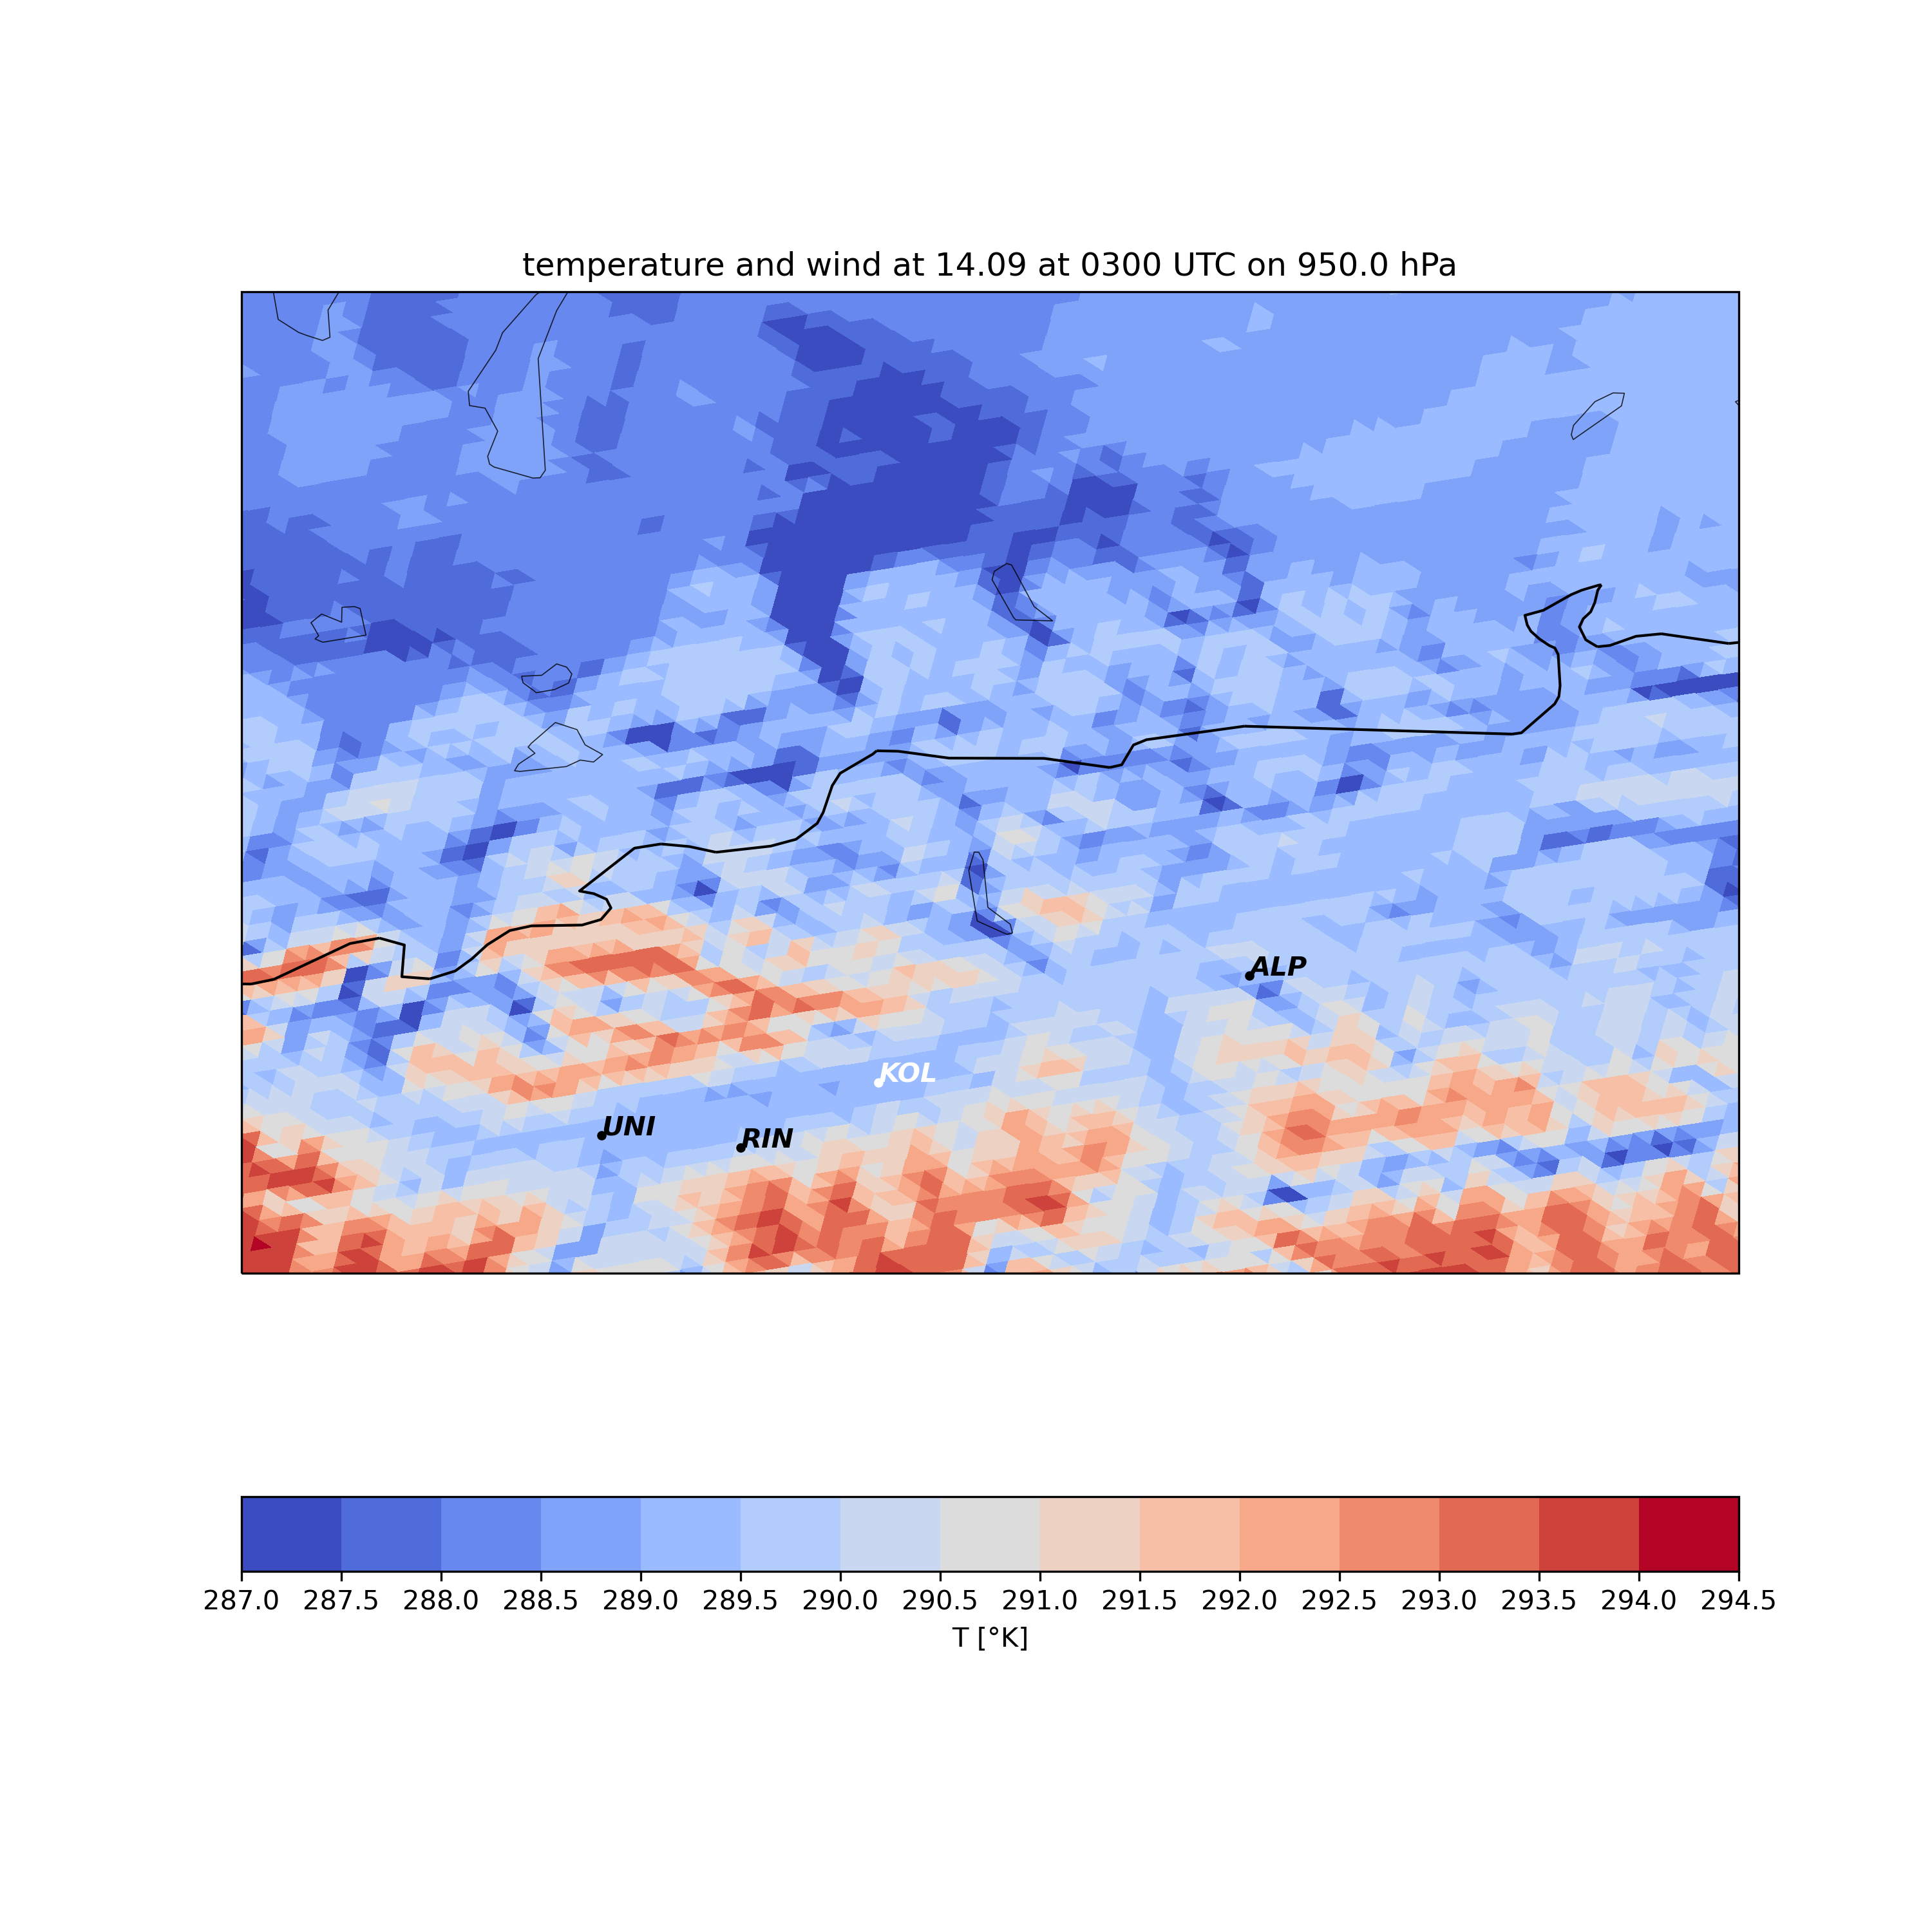 temperature and wind at 14.09 at 0300 UTC on 950.0 hPa
ALP
KOL
UNI
RIN
287.0 287.5 288.0 288.5 289.0 289.5 290.0 290.5 291.0 291.5 292.0 292.5 293.0 293.5 294.0 294.5
T [°K]